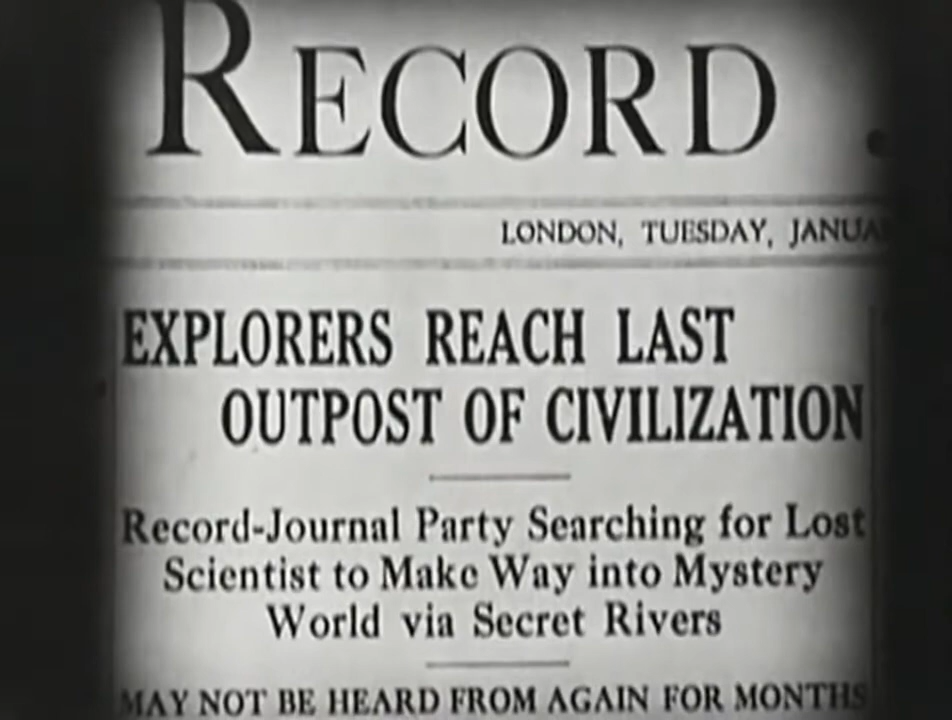 RECORD
LONDON, TUESDAY,
EXPLORERS REACH LAST
OUTPOST OF CIVILIZATION
Record-Journal Party Searching for Lost
Scientist to Make Way into Mystery
World via Secret Rivers
MAY NOT BE HEARD FROM AGAIN FOR MONTHS